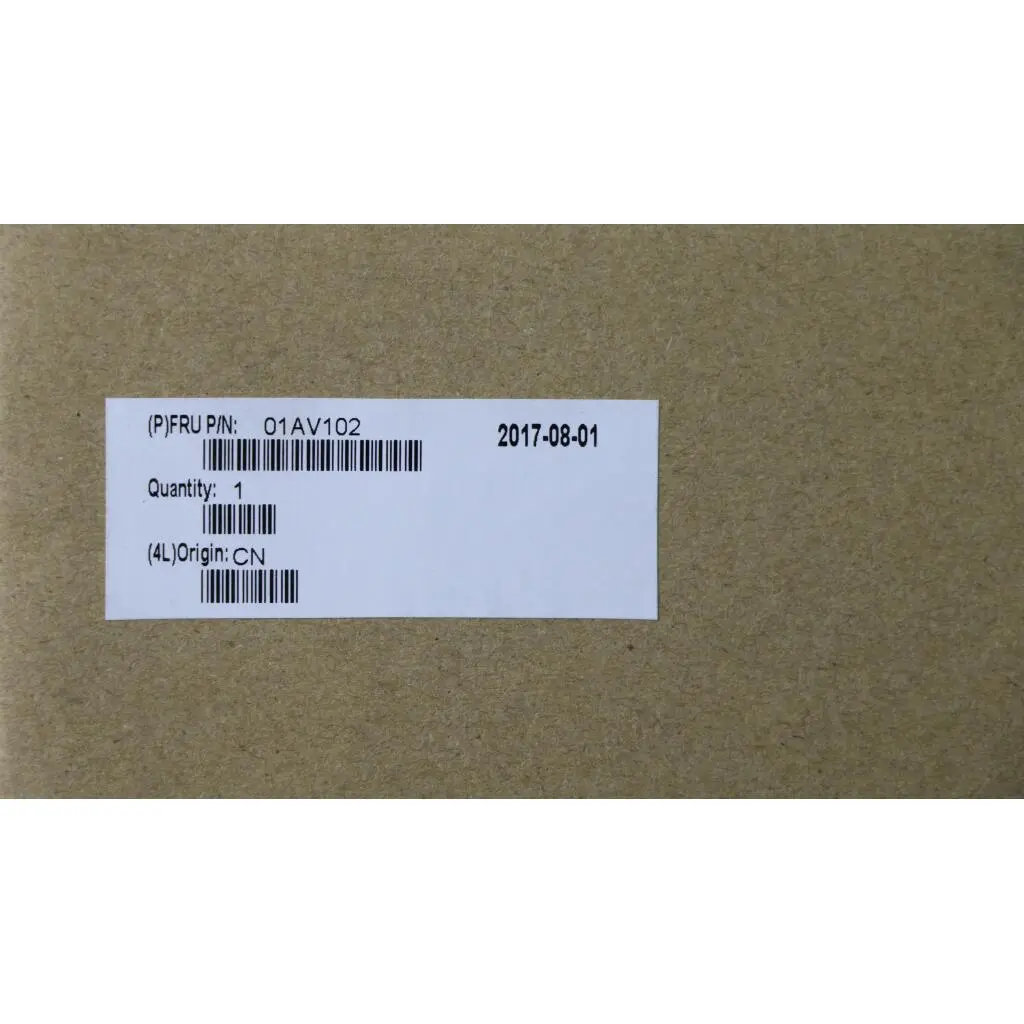 (P)FRU P/N: 01AV102
2017-08-01
Quantity: 1
(4L)Origin: CN